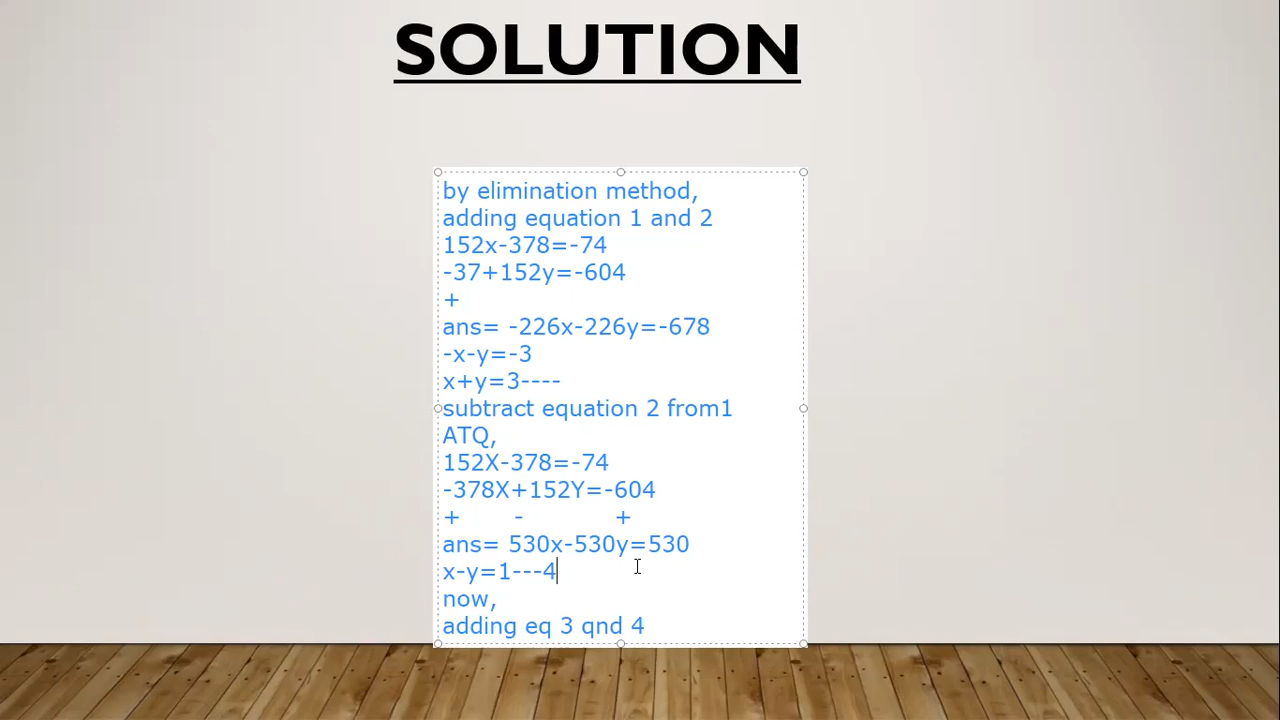 SOLUTION
by elimination method,
adding equation 1 and 2
152x-378=-74
-37+152y=-604
+
ans= -226x-226y=-678
-x-y=-3
x+y=3----
subtract equation 2 from1
ATQ,
152X-378=-74
-378X+152Y=-604
+ - +
ans= 530x-530y=530
x-y=1---4
now,
adding eq 3 qnd 4